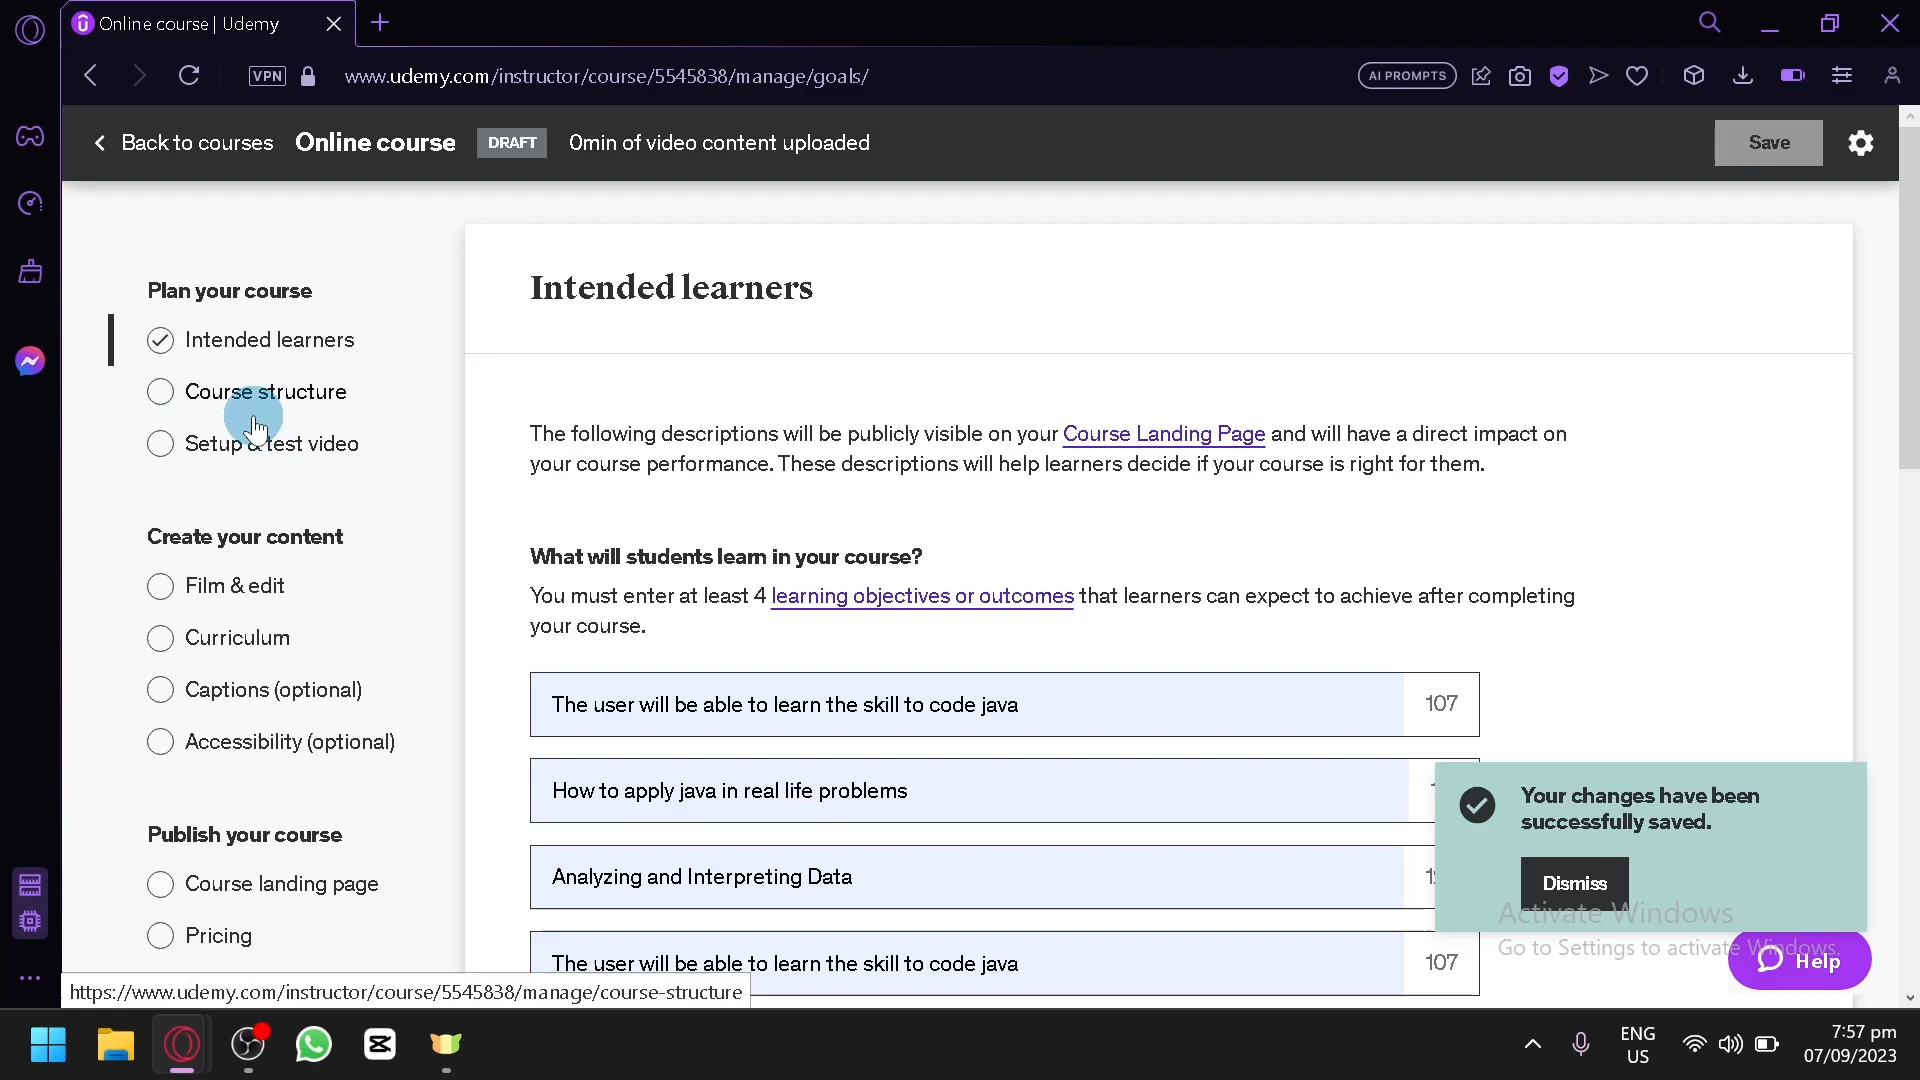 Online course | Udemy
VPN
www.udemy.com/instructor/course/5545838/manage/goals/
AI PROMPTS
Back to courses
Online course
DRAFT
0min of video content uploaded
Save
Plan your course
Intended learners
Course structure
Setup & test video
Create your content
Film & edit
Curriculum
Captions (optional)
Accessibility (optional)
Publish your course
Course landing page
Pricing
https://www.udemy.com/instructor/course/5545838/manage/course-structure
Intended learners
The following descriptions will be publicly visible on your Course Landing Page and will have a direct impact on
your course performance. These descriptions will help learners decide if your course is right for them.
What will students learn in your course?
You must enter at least 4 learning objectives or outcomes that learners can expect to achieve after completing
your course.
The user will be able to learn the skill to code java
107
How to apply java in real life problems
Analyzing and Interpreting Data
The user will be able to learn the skill to code java
107
Your changes have been
successfully saved.
Dismiss
Activate Windows
Go to Settings to activate Windows.
Help
ENG
US
7:57 pm
07/09/2023